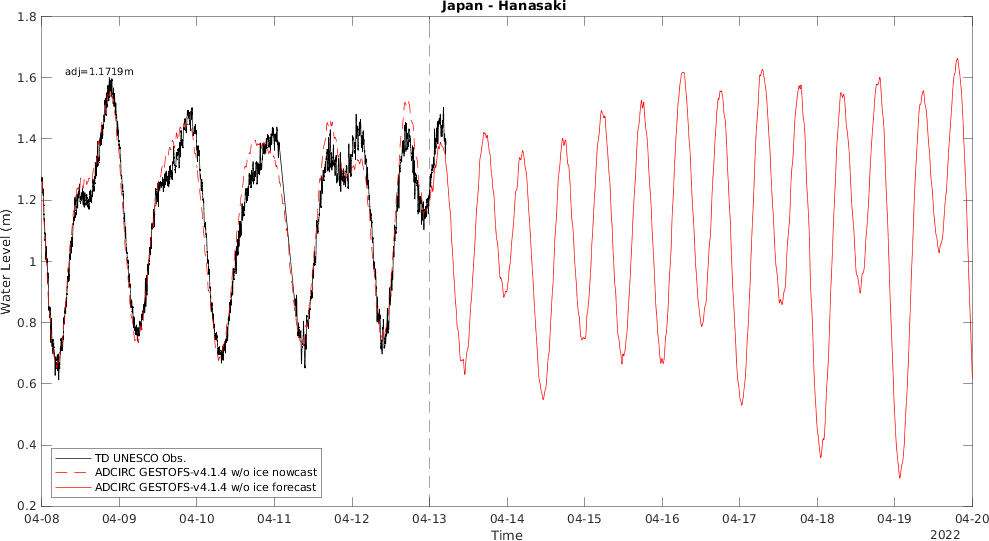 Japan - Hanasaki
1.8
1.6
1.4
1.2
1
0.8
0.6
0.4
0.2
Water Level (m)
adj=1.1719m
TD UNESCO Obs.
ADCIRC GESTOFS-v4.1.4 w/o ice nowcast
ADCIRC GESTOFS-v4.1.4 w/o ice forecast
04-08 04-09 04-10 04-11 04-12 04-13 04-14 04-15 04-16 04-17 04-18 04-19 04-20
Time
2022